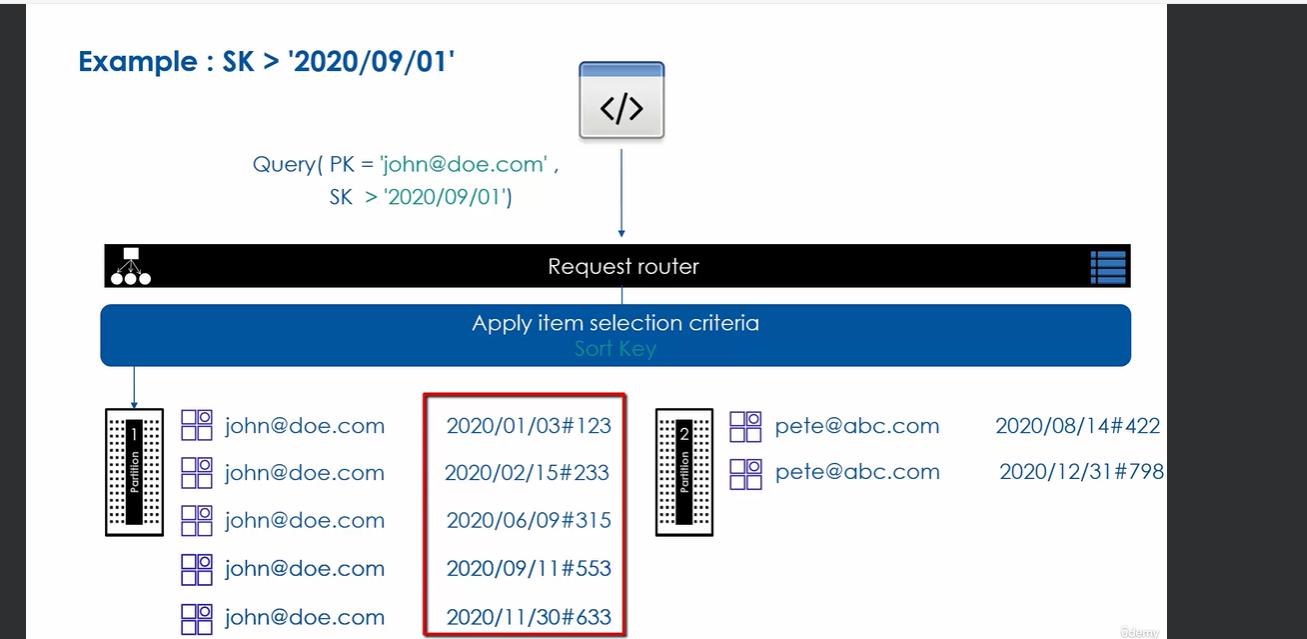 Example : SK > '2020/09/01'
</>
Query( PK = 'john@doe.com' ,
SK > '2020/09/01')
Request router
Apply item selection criteria
Sort Key
1
Partition
john@doe.com 2020/01/03#123
john@doe.com 2020/02/15#233
john@doe.com 2020/06/09#315
john@doe.com 2020/09/11#553
john@doe.com 2020/11/30#633
2
Partition
pete@abc.com 2020/08/14#422
pete@abc.com 2020/12/31#798
ûdemy